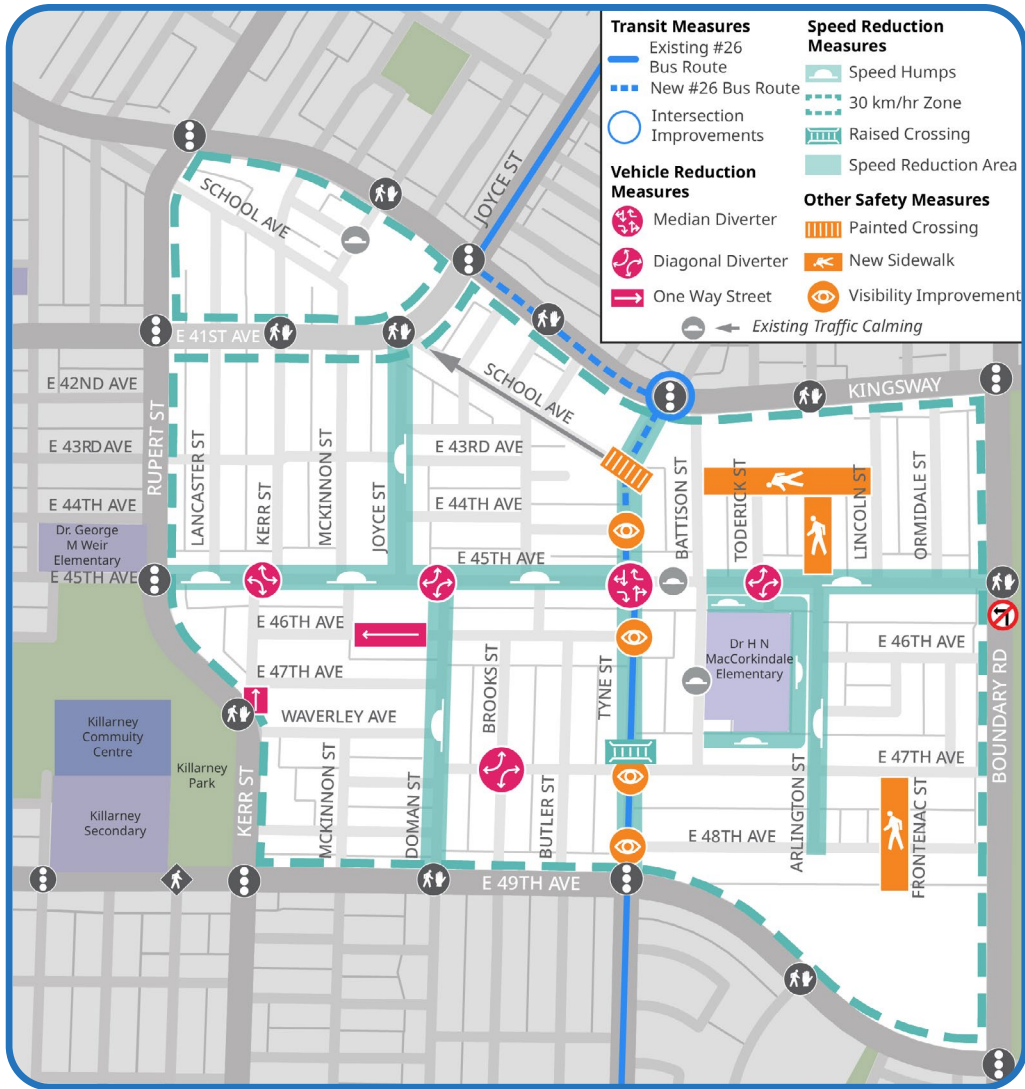 Transit Measures
Existing #26
Bus Route
New #26 Bus Route
Intersection
Improvements
Vehicle Reduction
Measures
Median Diverter
Diagonal Diverter
One Way Street
Speed Reduction
Measures
Speed Humps
30 km/hr Zone
Raised Crossing
Speed Reduction Area
Other Safety Measures
Painted Crossing
New Sidewalk
Visibility Improvement
Existing Traffic Calming
JOYCE ST
SCHOOL AVE
E 41ST AVE
SCHOOL AVE
KINGSWAY
E 42ND AVE
E 43RD AVE
E 44TH AVE
RUPERT ST
LANCASTER ST
KERR ST
MCKINNON ST
JOYCE ST
E 43RD AVE
E 44TH AVE
E 45TH AVE
BATTISON ST
TODERICK ST
LINCOLN ST
ORMIDALE ST
Dr. George
M Weir
Elementary
E 45TH AVE
E 46TH AVE
E 47TH AVE
WAVERLEY AVE
BROOKS ST
TYNE ST
Dr H N
MacCorkindale
Elementary
E 46TH AVE
BOUNDARY RD
E 47TH AVE
Killarney
Commuity
Centre
Killarney
Park
Killarney
Secondary
KERR ST
MCKINNON ST
DOMAN ST
BUTLER ST
E 48TH AVE
ARLINGTON ST
FRONTENAC ST
E 49TH AVE